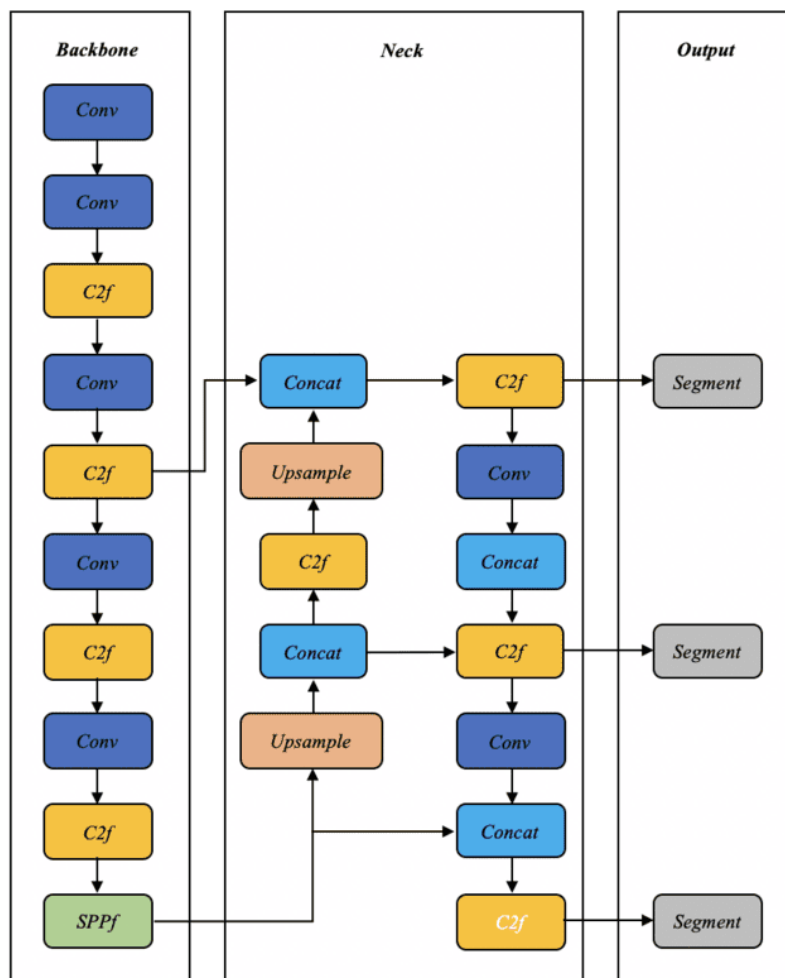 Backbone
Neck
Output
Conv
Conv
C2f
Conv
C2f
Conv
C2f
Conv
C2f
SPPf
Concat
Upsample
C2f
Concat
Upsample
C2f
Conv
Concat
C2f
Conv
Concat
C2f
Segment
Segment
Segment